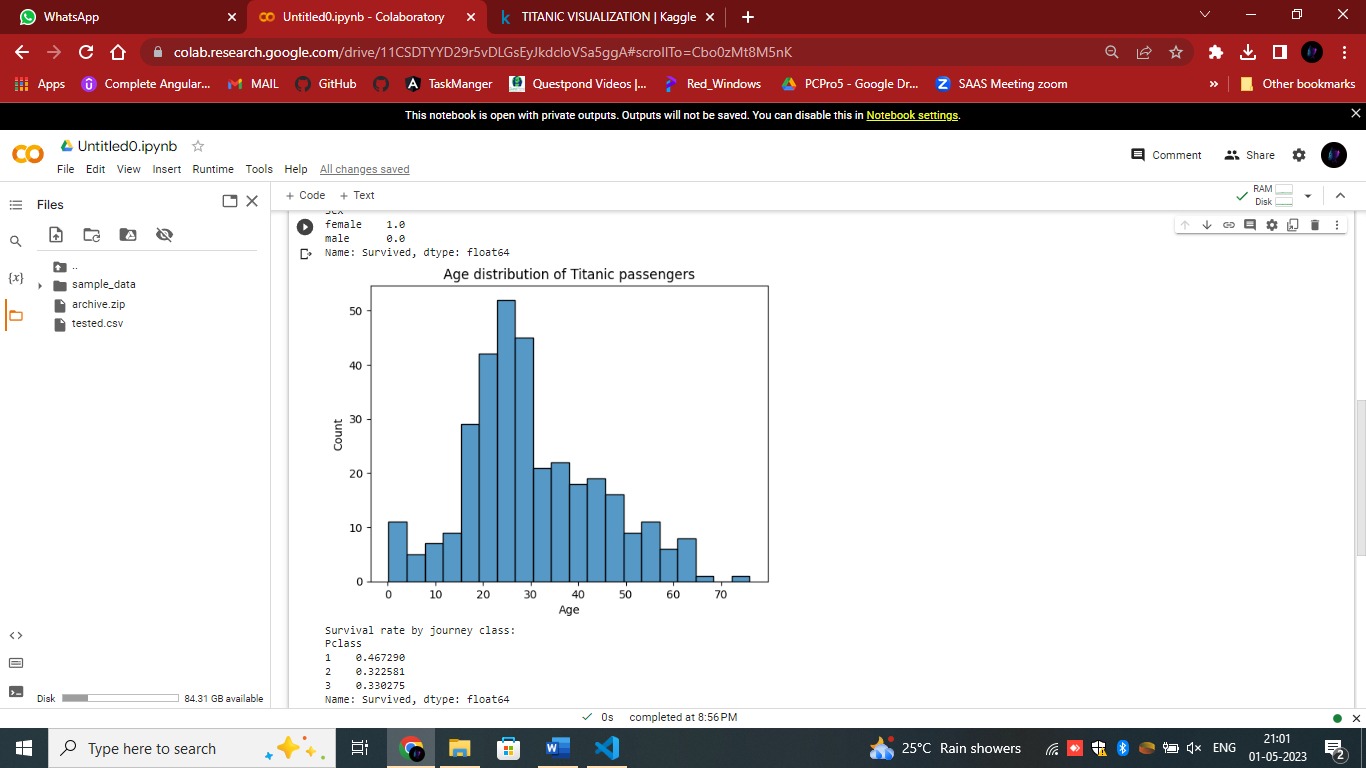 WhatsApp
Untitled0.ipynb - Colaboratory
TITANIC VISUALIZATION | Kaggle
colab.research.google.com/drive/11CSDTYYD29r5vDLGsEyJkdcloVSa5ggA#scrollTo=Cbo0zMt8M5nK
Apps Complete Angular... MAIL GitHub TaskManger Questpond Videos |... Red_Windows PCPro5 - Google Dr... SAAS Meeting zoom » Other bookmarks
This notebook is open with private outputs. Outputs will not be saved. You can disable this in Notebook settings.
Untitled0.ipynb
Comment Share
File Edit View Insert Runtime Tools Help All changes saved
Files
+ Code + Text
RAM
Disk
..
sample_data
archive.zip
tested.csv
{x}
Sex
female 1.0
male 0.0
Name: Survived, dtype: float64
Age distribution of Titanic passengers
50
40
30
20
10
0
Count
0 10 20 30 40 50 60 70
Age
Survival rate by journey class:
Pclass
1 0.467290
2 0.322581
3 0.330275
Name: Survived, dtype: float64
Disk 84.31 GB available
0s completed at 8:56 PM
Type here to search
25°C Rain showers
ENG
21:01
01-05-2023
2